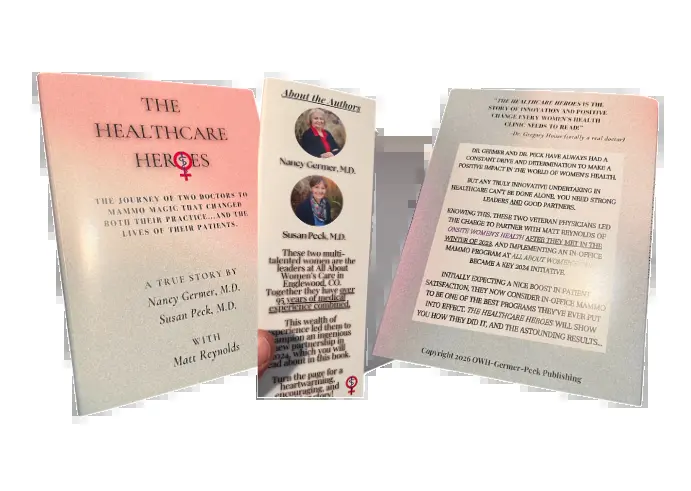 THE
HEALTHCARE
HEROES
THE JOURNEY OF TWO DOCTORS TO
MAMMO MAGIC THAT CHANGED
BOTH THEIR PRACTICE...AND THE
LIVES OF THEIR PATIENTS.
A TRUE STORY BY
Nancy Germer, M.D.
Susan Peck, M.D.
WITH
Matt Reynolds
About the Authors
Nancy Germer, M.D.
Susan Peck, M.D.
These two multi-
talented women are the
leaders at All About
Women's Care in
Englewood, CO.
Together they have over
95 years of medical
experience combined.
This wealth of
experience led them to
champion an ingenious
new partnership in
2024, which you will
read about in this book.
Turn the page for a
heartwarming,
encouraging, and
story!
"THE HEALTHCARE HEROES IS THE
STORY OF INNOVATION AND POSITIVE
CHANGE EVERY WOMEN'S HEALTH
CLINIC NEEDS TO READ!"
-Dr. Gregory House (totally a real doctor)
DR. GERMER AND DR. PECK HAVE ALWAYS HAD A
CONSTANT DRIVE AND DETERMINATION TO MAKE A
POSITIVE IMPACT IN THE WORLD OF WOMEN'S HEALTH.
BUT ANY TRULY INNOVATIVE UNDERTAKING IN
HEALTHCARE CAN'T BE DONE ALONE. YOU NEED STRONG
LEADERS AND GOOD PARTNERS.
KNOWING THIS, THESE TWO VETERAN PHYSICIANS LED
THE CHARGE TO PARTNER WITH MATT REYNOLDS OF
ONSITE WOMEN'S HEALTH AFTER THEY MET IN THE
WINTER OF 2023, AND IMPLEMENTING AN IN-OFFICE
MAMMO PROGRAM AT ALL ABOUT WOMEN'S
BECAME A KEY 2024 INITIATIVE.
INITIALLY EXPECTING A NICE BOOST IN PATIENT
SATISFACTION, THEY NOW CONSIDER IN-OFFICE MAMMO
TO BE ONE OF THE BEST PROGRAMS THEY'VE EVER PUT
INTO EFFECT. THE HEALTHCARE HEROES WILL SHOW
YOU HOW THEY DID IT, AND THE ASTOUNDING RESULTS...
Copyright 2026 OWH-Germer-Peck Publishing